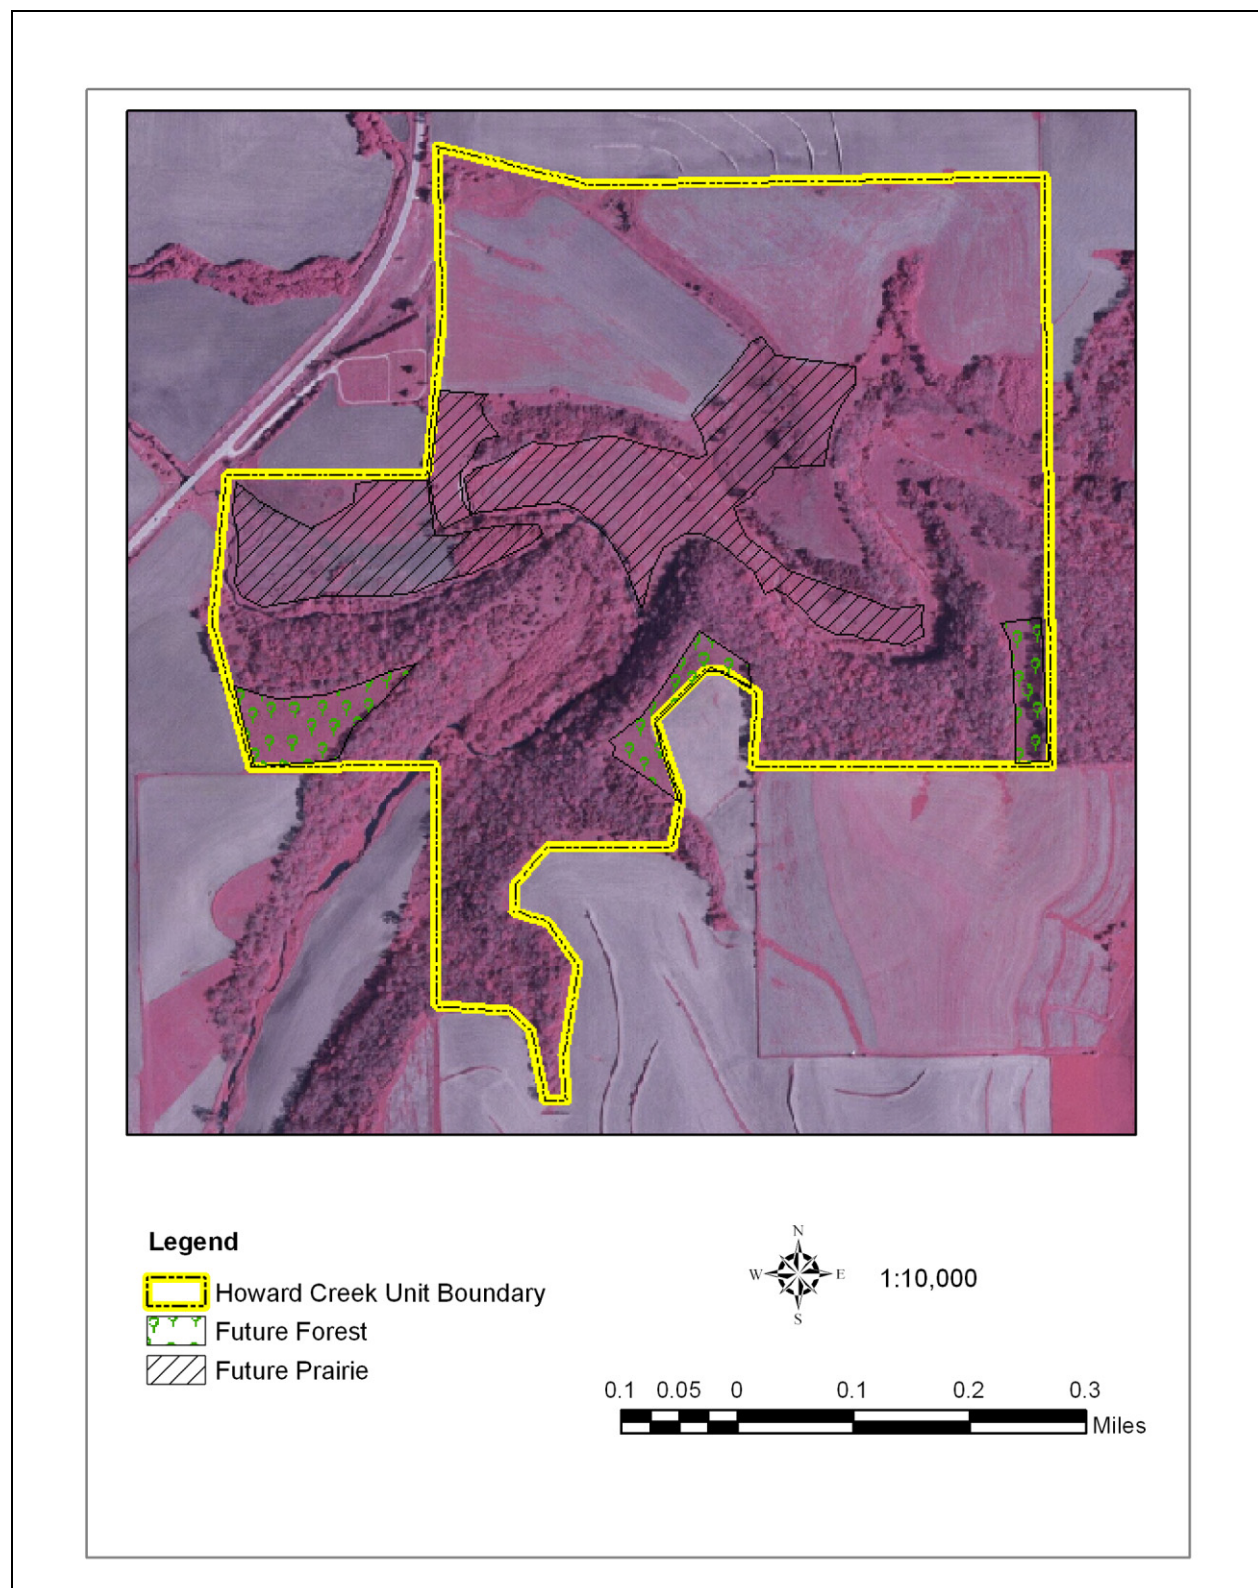 Legend
Howard Creek Unit Boundary
Future Forest
Future Prairie
N
W E
S
1:10,000
0.1 0.05 0 0.1 0.2 0.3
Miles